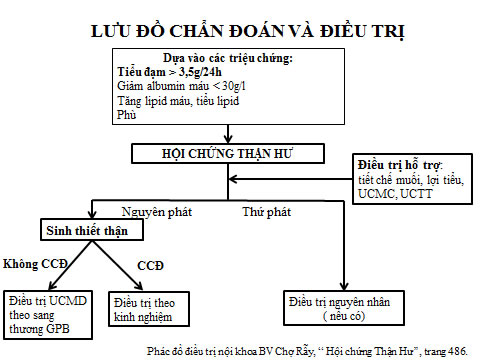 LƯU ĐỒ CHẨN ĐOÁN VÀ ĐIỀU TRỊ
Dựa vào các triệu chứng:
Tiểu đạm > 3,5g/24h
Giảm albumin máu < 30g/l
Tăng lipid máu, tiểu lipid
Phù
HỘI CHỨNG THẬN HƯ
Điều trị hỗ trợ:
tiết chế muối, lợi tiểu,
UCMC, UCTT
Nguyên phát
Thứ phát
Sinh thiết thận
Không CCĐ
CCĐ
Điều trị UCMD
theo sang
thương GPB
Điều trị theo
kinh nghiệm
Điều trị nguyên nhân
( nếu có)
Phác đồ điều trị nội khoa BV Chợ Rẫy, “ Hội chứng Thận Hư”, trang 486.